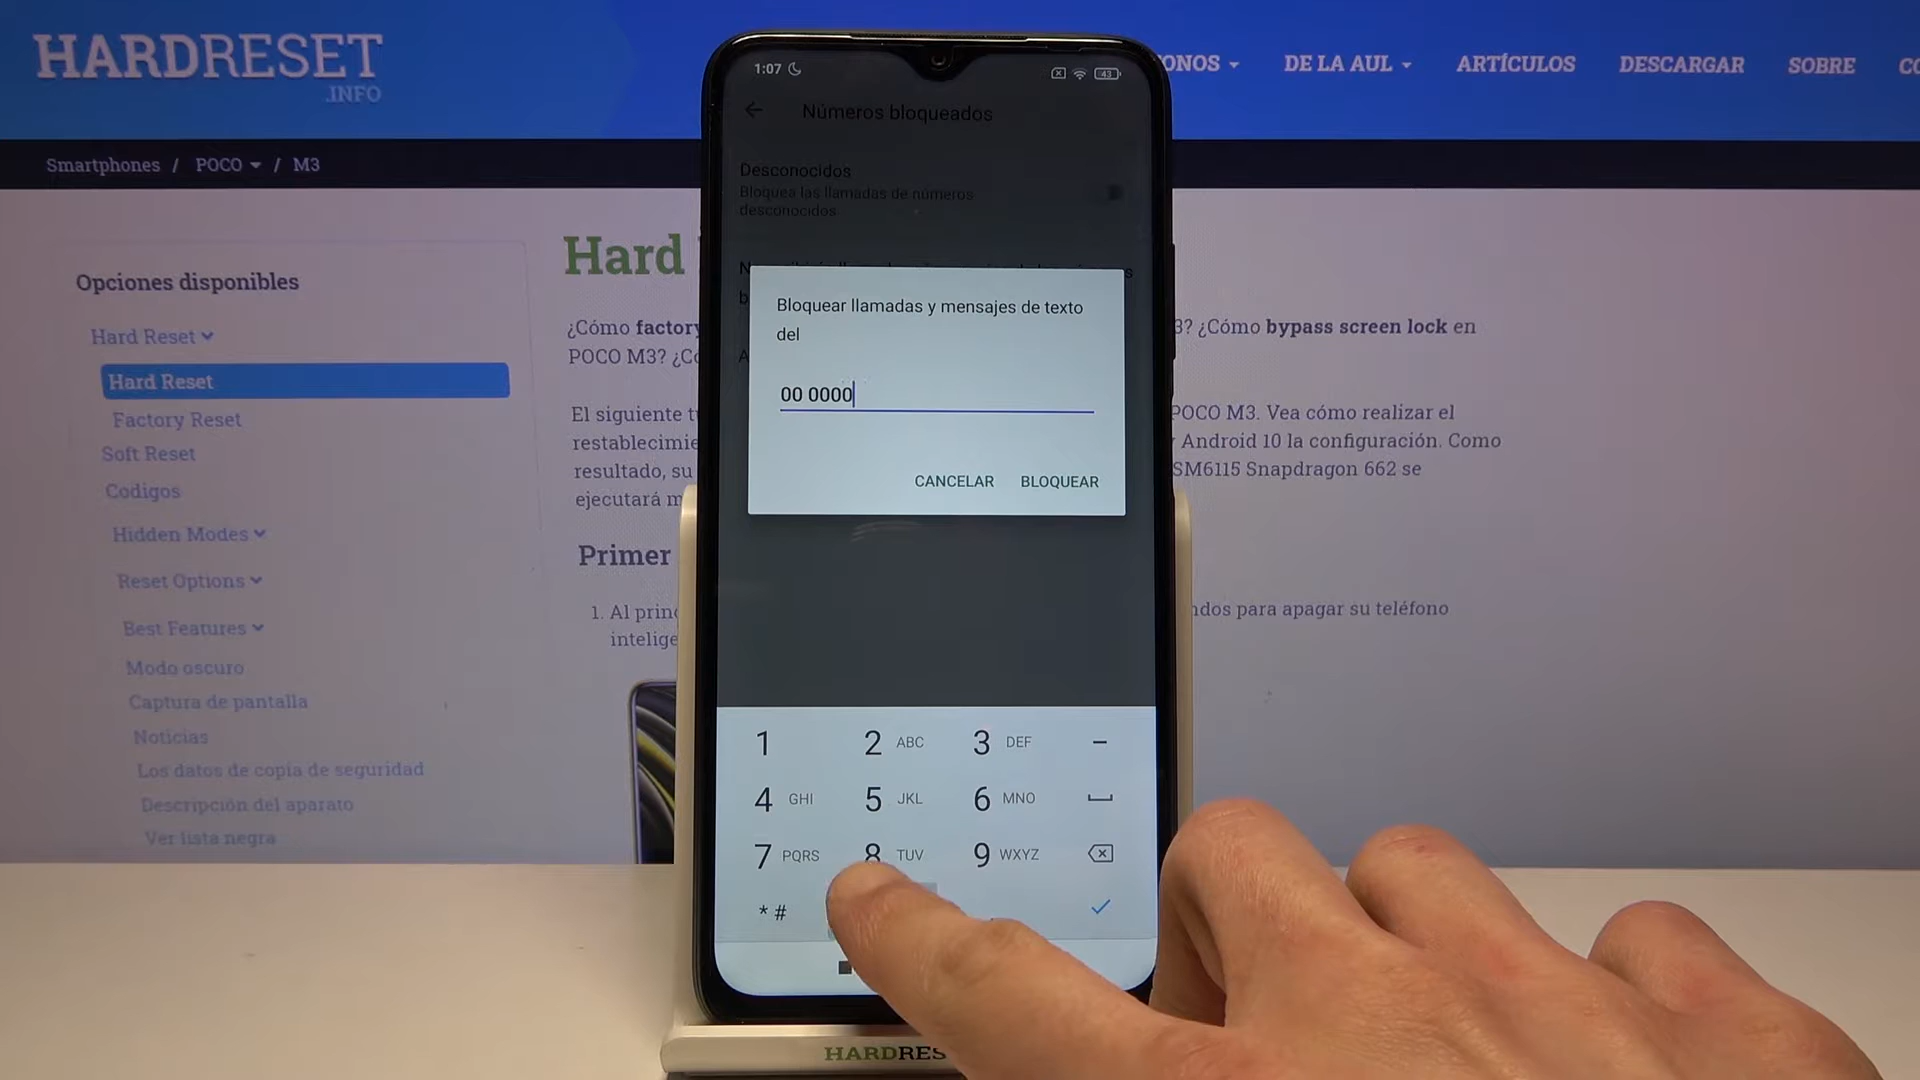 HARDRESET
.INFO
ONOS
DE LA AUL
ARTÍCULOS
DESCARGAR
SOBRE
Smartphones / POCO / M3
Opciones disponibles
Hard Reset
Hard Reset
Factory Reset
Soft Reset
Codigos
Hidden Modes
Reset Options
Best Features
Modo oscuro
Captura de pantalla
Noticias
Los datos de copia de seguridad
Descripción del aparato
Ver lista negra
Hard
¿Cómo factory
3? ¿Cómo bypass screen lock en
POCO M3?
El siguiente
POCO M3. Vea cómo realizar el
Android 10 la configuración. Como
resultado, su
SM6115 Snapdragon 662 se
ejecutará
Primer
1. Al
para apagar su teléfono
1:07
43
Números bloqueados
Desconocidos
Bloquea las llamadas de números
desconocidos
Bloquear llamadas y mensajes de texto
del
00 0000
CANCELAR BLOQUEAR
1 2 ABC 3 DEF -
4 GHI 5 JKL 6 MNO
7 PQRS 8 TUV 9 WXYZ
* #
HARDRES